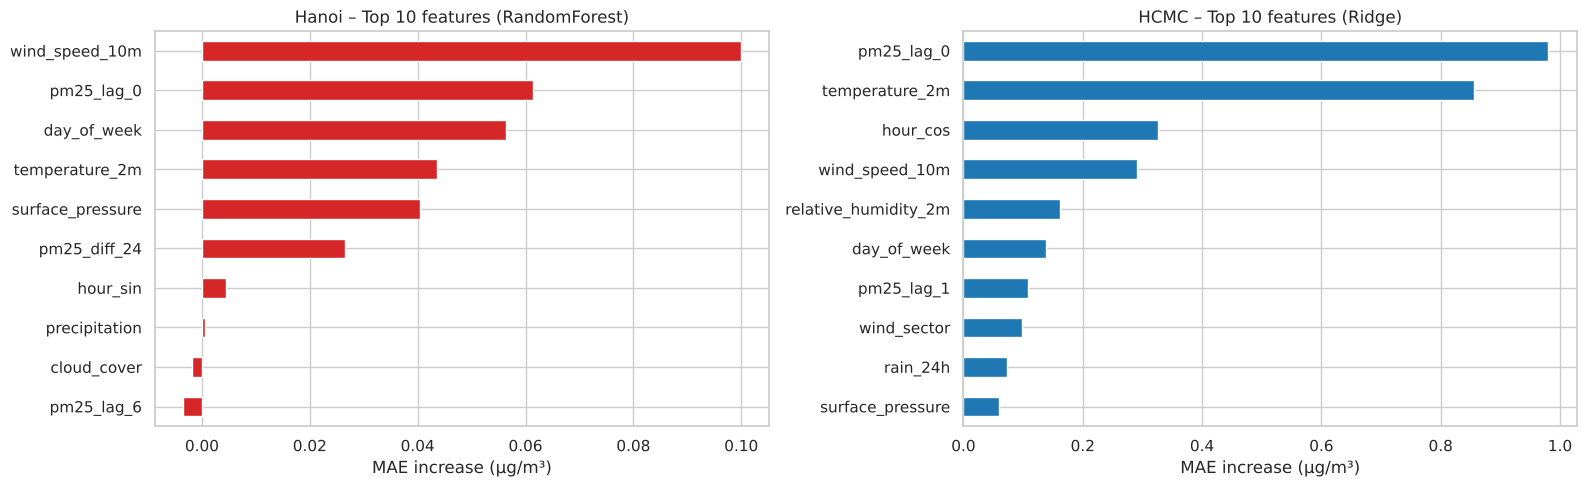 Hanoi – Top 10 features (RandomForest)
wind_speed_10m
pm25_lag_0
day_of_week
temperature_2m
surface_pressure
pm25_diff_24
hour_sin
precipitation
cloud_cover
pm25_lag_6
0.00 0.02 0.04 0.06 0.08 0.10
MAE increase (µg/m³)
HCMC – Top 10 features (Ridge)
pm25_lag_0
temperature_2m
hour_cos
wind_speed_10m
relative_humidity_2m
day_of_week
pm25_lag_1
wind_sector
rain_24h
surface_pressure
0.0 0.2 0.4 0.6 0.8 1.0
MAE increase (µg/m³)